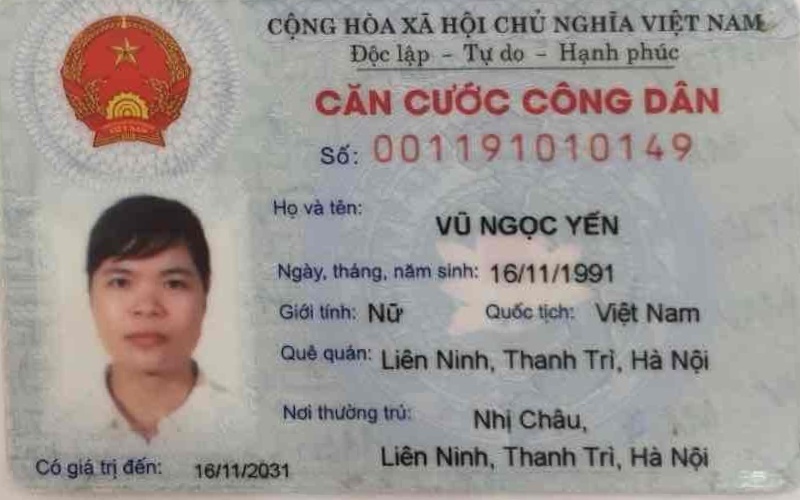 CỘNG HÒA XÃ HỘI CHỦ NGHĨA VIỆT NAM
Độc lập - Tự do - Hạnh phúc
CĂN CƯỚC CÔNG DÂN
Số: 001191010149
Họ và tên:
VŨ NGỌC YẾN
Ngày, tháng, năm sinh: 16/11/1991
Giới tính: Nữ Quốc tịch: Việt Nam
Quê quán: Liên Ninh, Thanh Trì, Hà Nội
Nơi thường trú: Nhị Châu,
Liên Ninh, Thanh Trì, Hà Nội
Có giá trị đến: 16/11/2031
VIỆT NAM